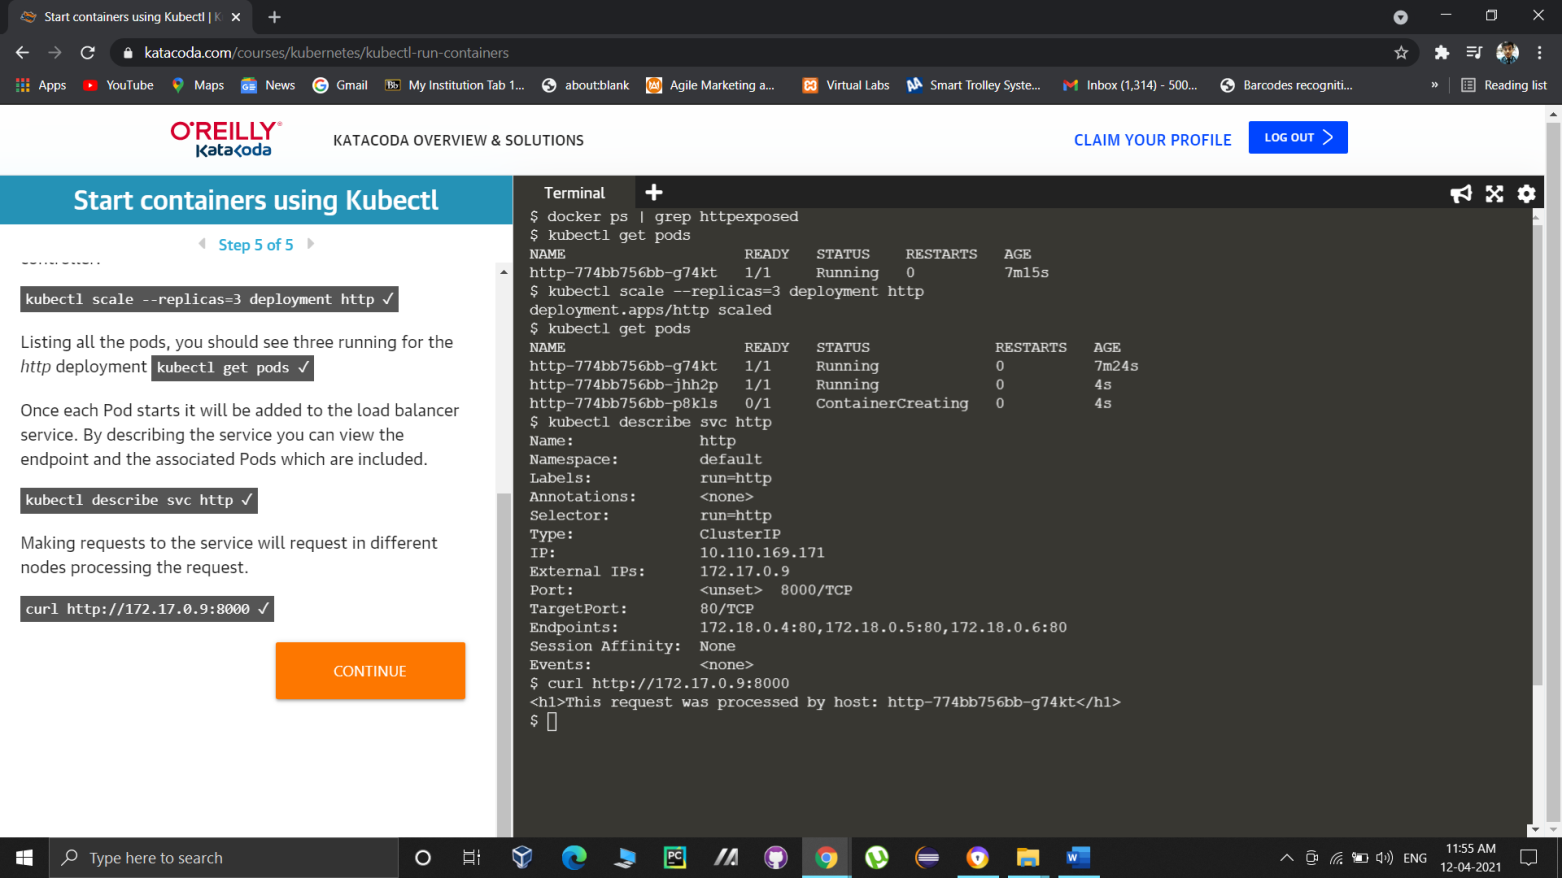 Start containers using Kubectl | K
katacoda.com/courses/kubernetes/kubectl-run-containers
Apps YouTube Maps News Gmail My Institution Tab 1... about:blank Agile Marketing a... Virtual Labs Smart Trolley Syste... Inbox (1,314) - 500... Barcodes recogniti... » Reading list
O'REILLY
Katacoda
KATACODA OVERVIEW & SOLUTIONS
CLAIM YOUR PROFILE
LOG OUT
Start containers using Kubectl
Step 5 of 5
controller.
kubectl scale --replicas=3 deployment http ✓
Listing all the pods, you should see three running for the
http deployment kubectl get pods ✓
Once each Pod starts it will be added to the load balancer
service. By describing the service you can view the
endpoint and the associated Pods which are included.
kubectl describe svc http ✓
Making requests to the service will request in different
nodes processing the request.
curl http://172.17.0.9:8000 ✓
CONTINUE
Terminal
$ docker ps | grep httpexposed
$ kubectl get pods
NAME READY STATUS RESTARTS AGE
http-774bb756bb-g74kt 1/1 Running 0 7m15s
$ kubectl scale --replicas=3 deployment http
deployment.apps/http scaled
$ kubectl get pods
NAME READY STATUS RESTARTS AGE
http-774bb756bb-g74kt 1/1 Running 0 7m24s
http-774bb756bb-jhh2p 1/1 Running 0 4s
http-774bb756bb-p8kls 0/1 ContainerCreating 0 4s
$ kubectl describe svc http
Name: http
Namespace: default
Labels: run=http
Annotations: <none>
Selector: run=http
Type: ClusterIP
IP: 10.110.169.171
External IPs: 172.17.0.9
Port: <unset> 8000/TCP
TargetPort: 80/TCP
Endpoints: 172.18.0.4:80,172.18.0.5:80,172.18.0.6:80
Session Affinity: None
Events: <none>
$ curl http://172.17.0.9:8000
<h1>This request was processed by host: http-774bb756bb-g74kt</h1>
$
Type here to search
PC
W
ENG
11:55 AM
12-04-2021